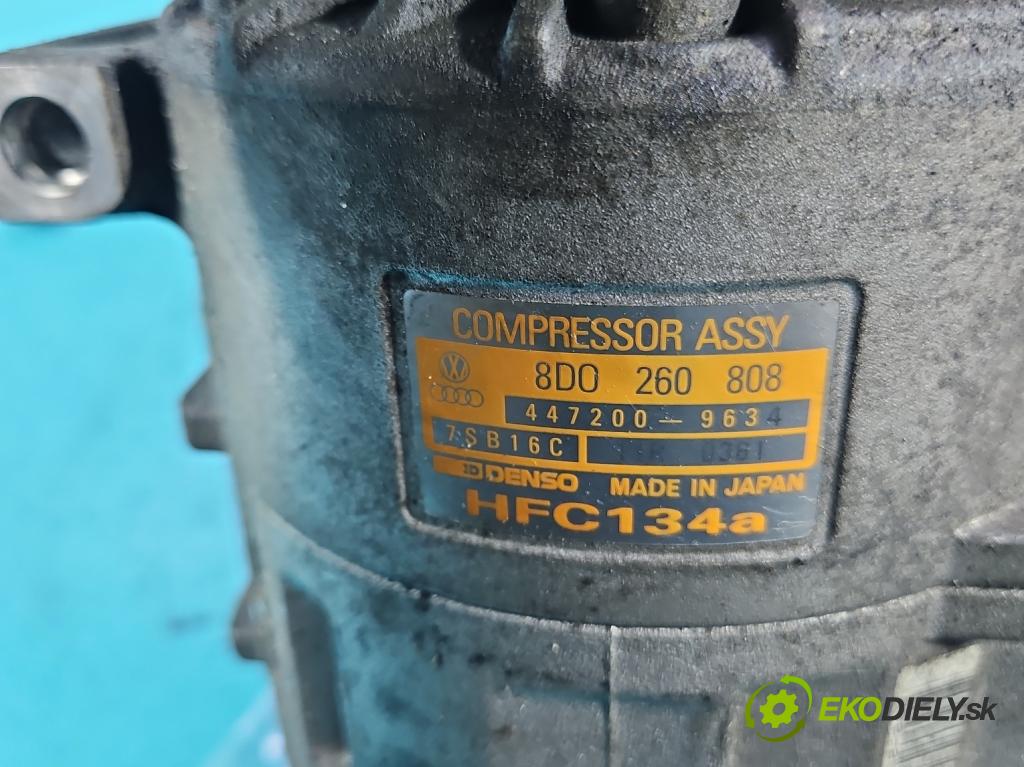 COMPRESSOR ASSY
8D0 260 808
447200-9634
7SB16C
DENSO MADE IN JAPAN
HFC134a
EKODIELY.sk